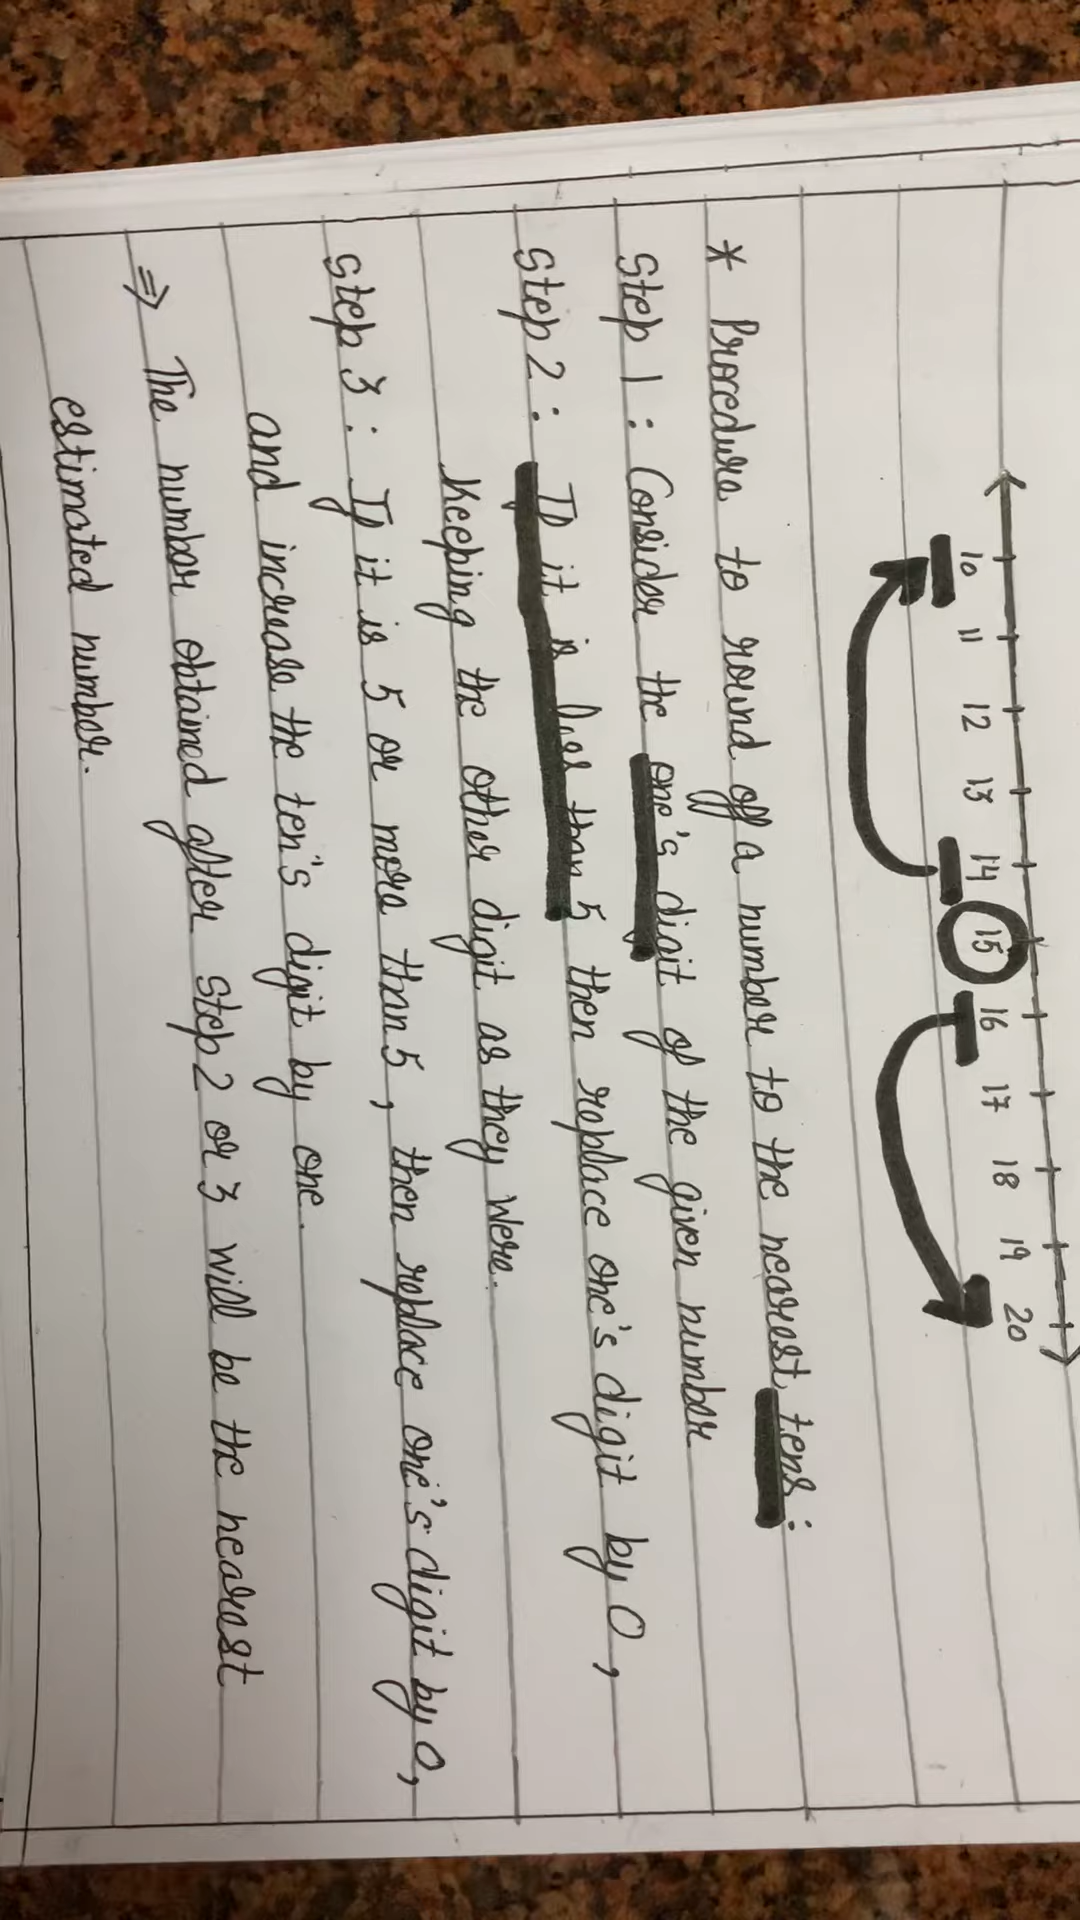 10 11 12 13 14 15 16 17 18 19 20
* Procedure to round off a number to the nearest tens :
Step 1 : Consider the one's digit of the given number
Step 2 : If it is less than 5 then replace one's digit by 0,
Keeping the other digit as they were.
Step 3 : If it is 5 or more than 5, then replace one's digit by 0,
and increase the ten's digit by one.
⇒ The number obtained after step 2 or 3 will be the nearest
estimated number.